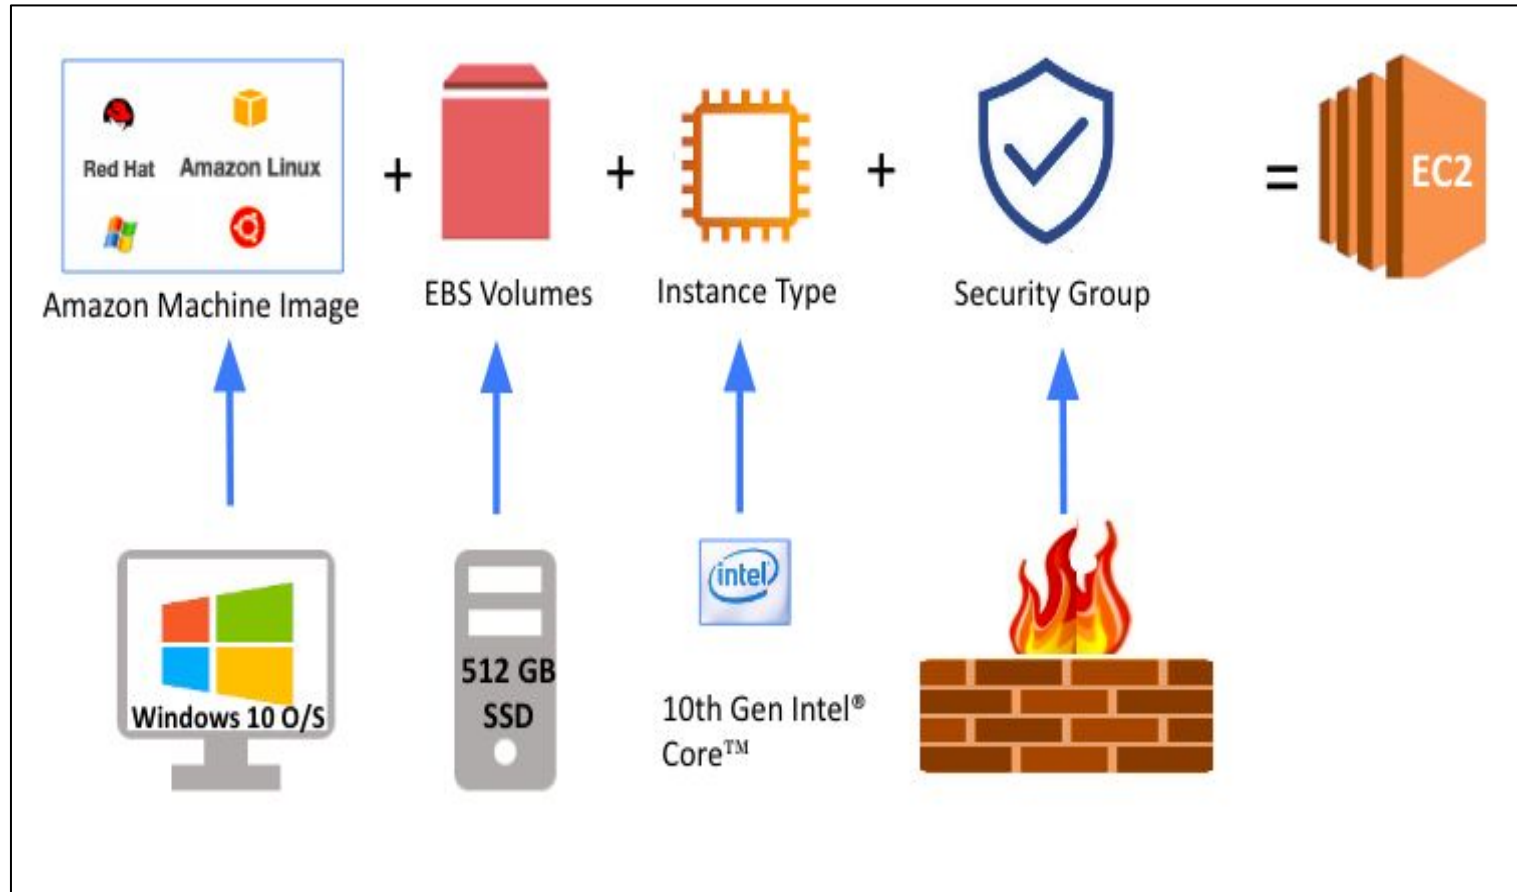 Red Hat
Amazon Linux
+
+
+
=
EC2
Amazon Machine Image
EBS Volumes
Instance Type
Security Group
Windows 10 O/S
512 GB
SSD
intel
10th Gen Intel®
Core™